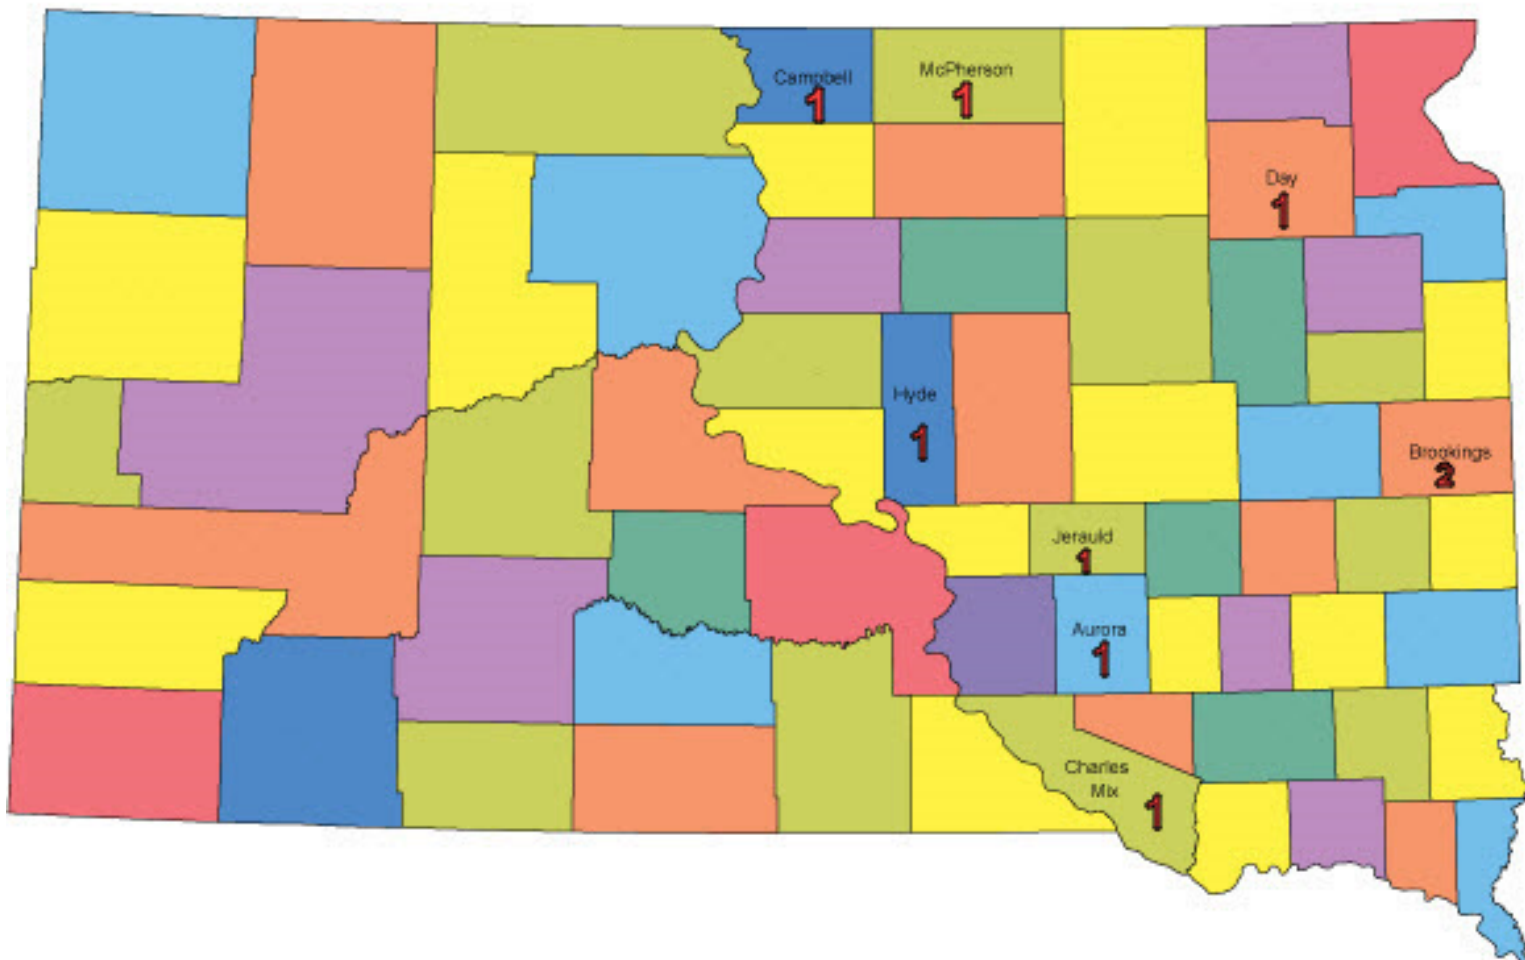 Campbell
1
McPherson
1
Day
1
Hyde
1
Brookings
2
Jerauld
1
Aurora
1
Charles
Mix
1